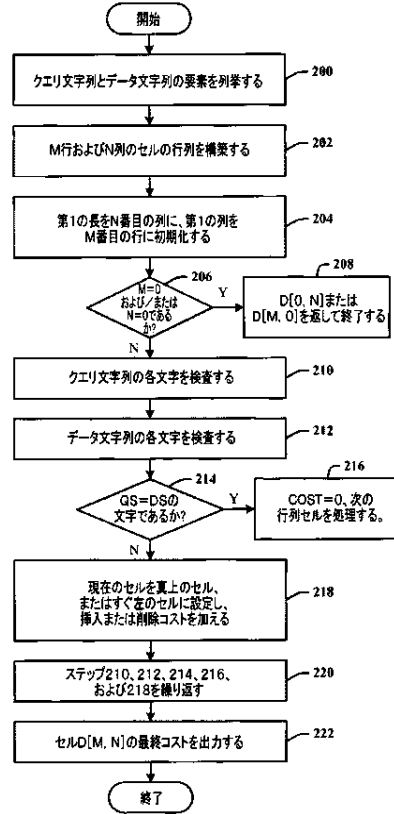 開始
クエリ文字列とデータ文字列の要素を列挙する
200
M行およびN列のセルの行列を構築する
202
第1の長をN番目の列に、第1の列を
M番目の行に初期化する
204
206
M=0
および/または
N=0である
か?
Y
208
D[0, N]または
D[M, 0]を返して終了する
N
クエリ文字列の各文字を検査する
210
データ文字列の各文字を検査する
212
214
QS=DSの
文字であるか?
Y
216
COST=0、次の
行列セルを処理する。
N
現在のセルを真上のセル、
またはすぐ左のセルに設定し、
挿入または削除コストを加える
218
ステップ210、212、214、216、
および218を繰り返す
220
セルD[M, N]の最終コストを出力する
222
終了